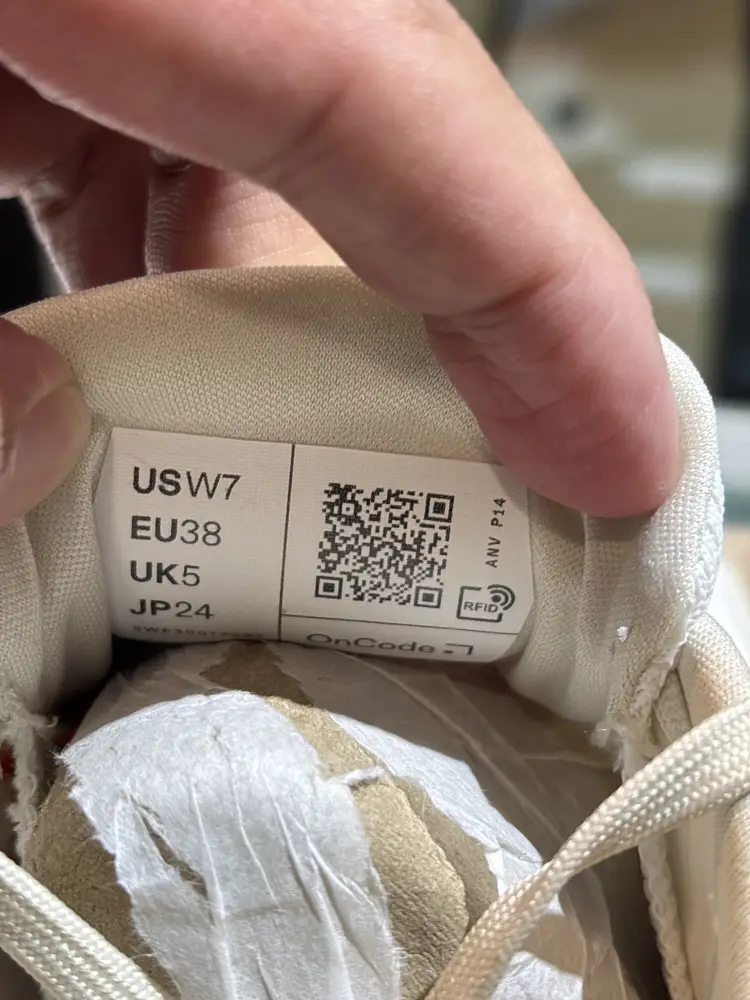 USW7
EU38
UK5
JP24
ANV P14
RFID
OnCode